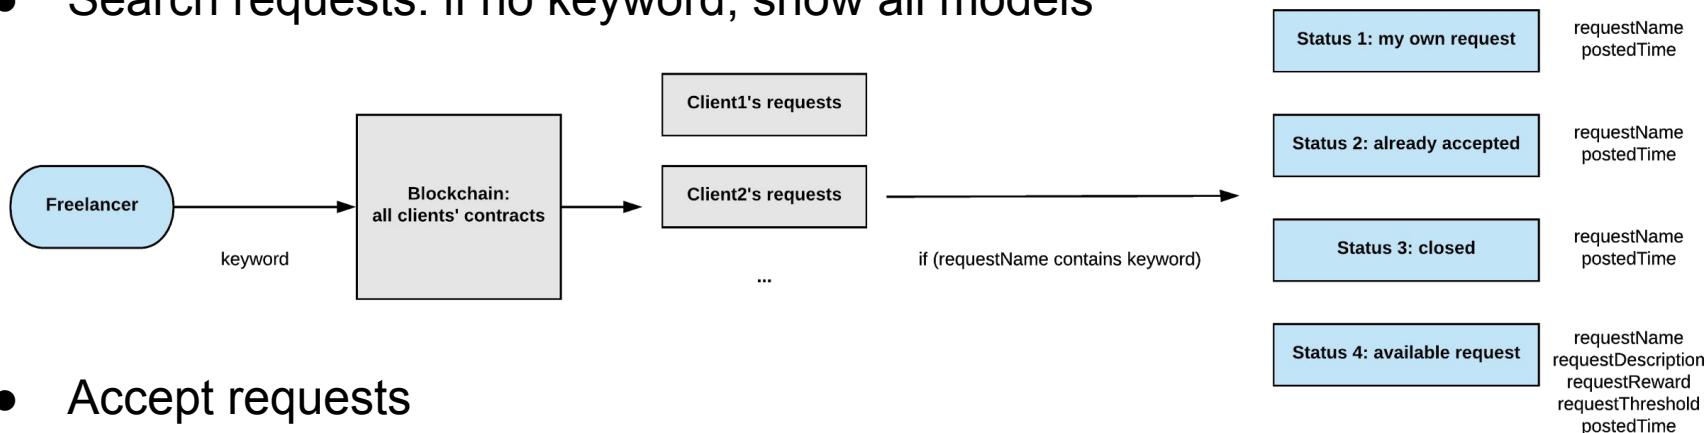 Search requests: if no keyword, show all models
Freelancer
keyword
Blockchain:
all clients' contracts
Client1's requests
Client2's requests
...
if (requestName contains keyword)
Status 1: my own request
requestName
postedTime
Status 2: already accepted
requestName
postedTime
Status 3: closed
requestName
postedTime
Status 4: available request
requestName
requestDescription
requestReward
requestThreshold
postedTime
Accept requests